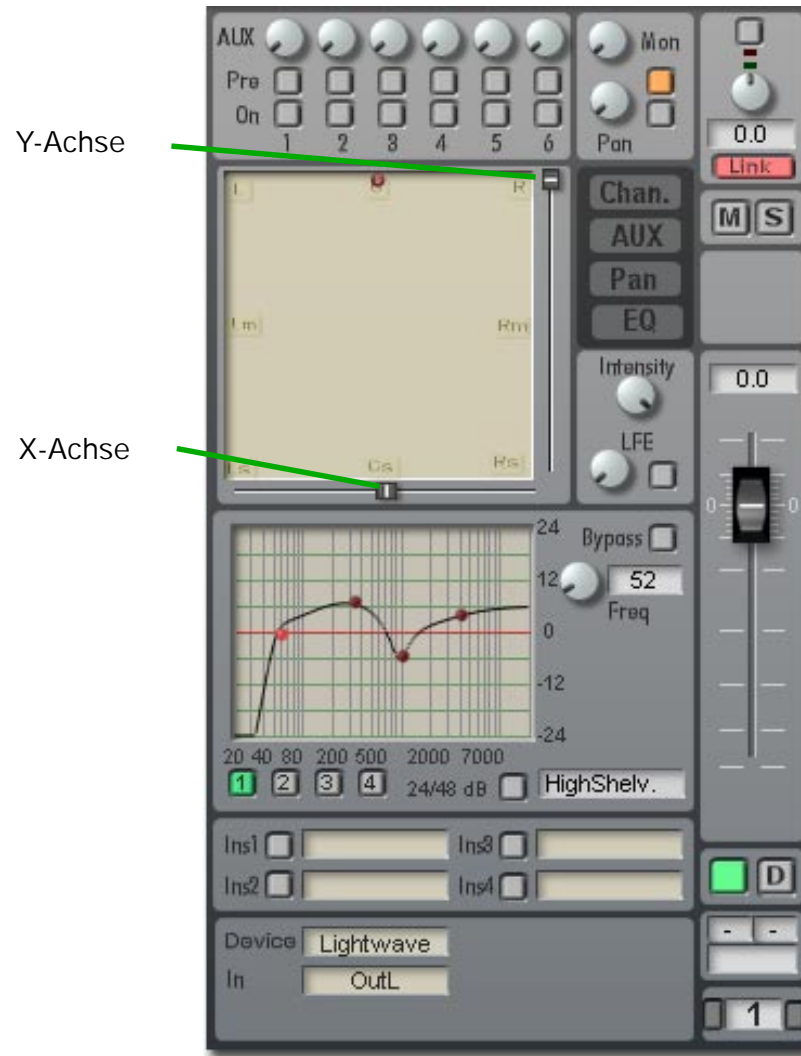 AUX Mon
Pre
On
1 2 3 4 5 6 Pan
0.0
Link
Y-Achse
L C R
Chan.
M S
AUX
Pan
Lm Rm
EQ
Intensity
0.0
X-Achse
LFE
Ls Cs Rs
0 0
24
Bypass
12
52
Freq
0
-12
-24
20 40 80 200 500 2000 7000
1 2 3 4 24/48 dB HighShelv.
Ins1 Ins3
Ins2 Ins4
D
Device Lightwave
- -
In OutL
1